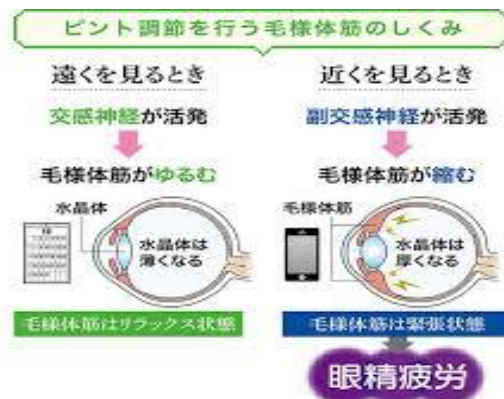 ピント調節を行う毛様体筋のしくみ
遠くを見るとき
交感神経が活発
毛様体筋がゆるむ
水晶体
水晶体は
薄くなる
毛様体筋はリラックス状態
近くを見るとき
副交感神経が活発
毛様体筋が縮む
毛様体筋
水晶体は
厚くなる
毛様体筋は緊張状態
眼精疲労